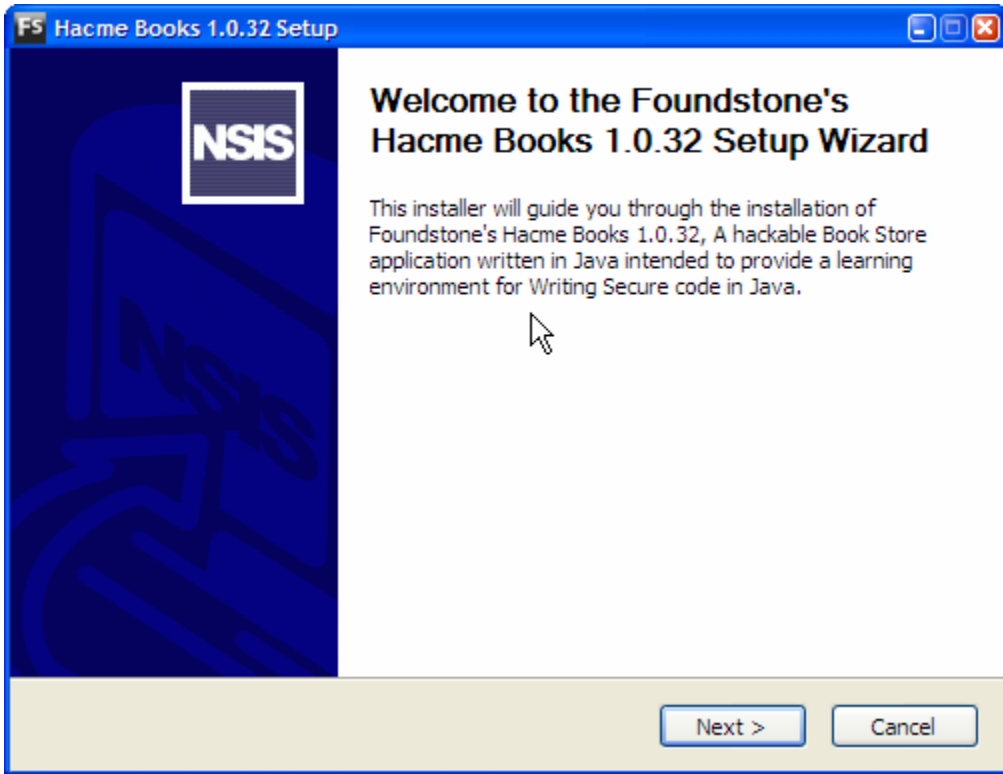 FS Hacme Books 1.0.32 Setup
NSIS
Welcome to the Foundstone's
Hacme Books 1.0.32 Setup Wizard
This installer will guide you through the installation of
Foundstone's Hacme Books 1.0.32, A hackable Book Store
application written in Java intended to provide a learning
environment for Writing Secure code in Java.
NSIS
Next > Cancel